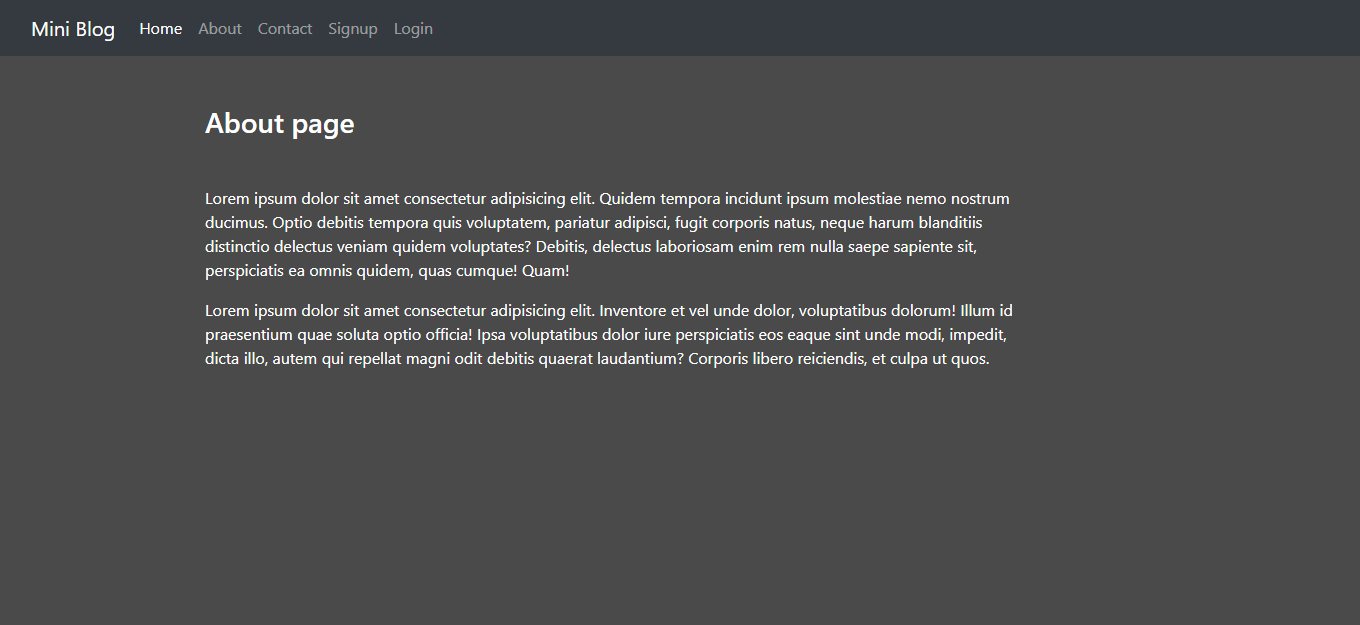 Mini Blog Home About Contact Signup Login
About page
Lorem ipsum dolor sit amet consectetur adipisicing elit. Quidem tempora incidunt ipsum molestiae nemo nostrum
ducimus. Optio debitis tempora quis voluptatem, pariatur adipisci, fugit corporis natus, neque harum blanditiis
distinctio delectus veniam quidem voluptates? Debitis, delectus laboriosam enim rem nulla saepe sapiente sit,
perspiciatis ea omnis quidem, quas cumque! Quam!
Lorem ipsum dolor sit amet consectetur adipisicing elit. Inventore et vel unde dolor, voluptatibus dolorum! Illum id
praesentium quae soluta optio officia! Ipsa voluptatibus dolor iure perspiciatis eos eaque sint unde modi, impedit,
dicta illo, autem qui repellat magni odit debitis quaerat laudantium? Corporis libero reiciendis, et culpa ut quos.